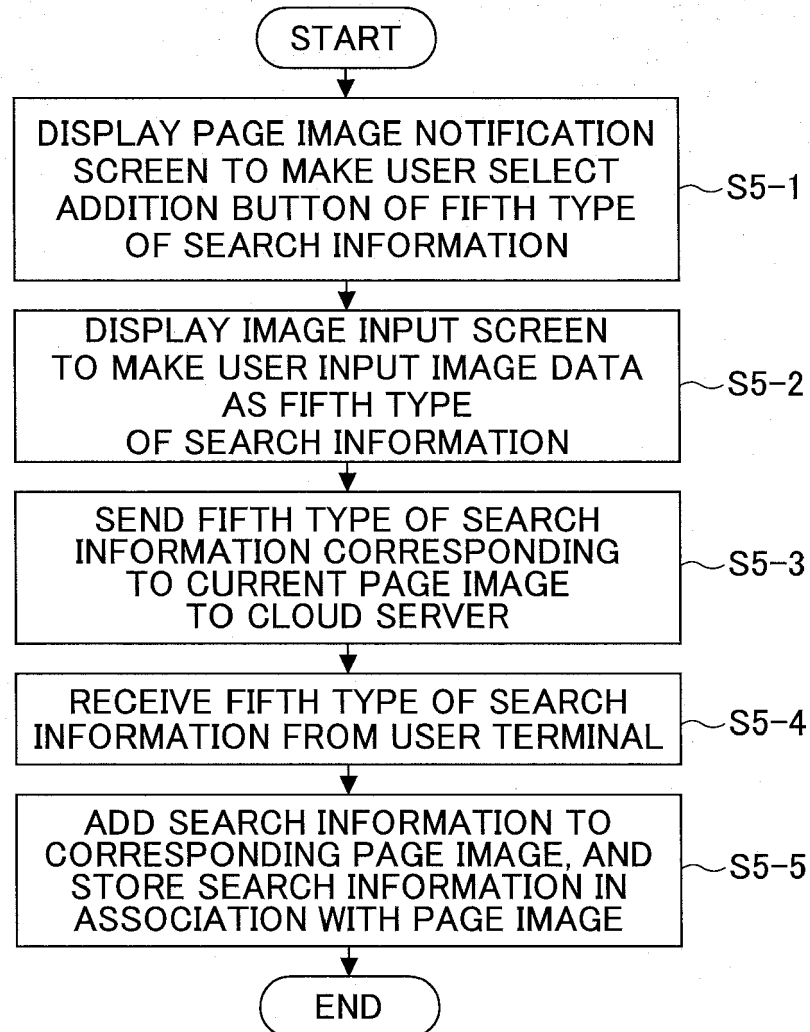 START
DISPLAY PAGE IMAGE NOTIFICATION
SCREEN TO MAKE USER SELECT
ADDITION BUTTON OF FIFTH TYPE
OF SEARCH INFORMATION
S5-1
DISPLAY IMAGE INPUT SCREEN
TO MAKE USER INPUT IMAGE DATA
AS FIFTH TYPE
OF SEARCH INFORMATION
S5-2
SEND FIFTH TYPE OF SEARCH
INFORMATION CORRESPONDING
TO CURRENT PAGE IMAGE
TO CLOUD SERVER
S5-3
RECEIVE FIFTH TYPE OF SEARCH
INFORMATION FROM USER TERMINAL
S5-4
ADD SEARCH INFORMATION TO
CORRESPONDING PAGE IMAGE, AND
STORE SEARCH INFORMATION IN
ASSOCIATION WITH PAGE IMAGE
S5-5
END